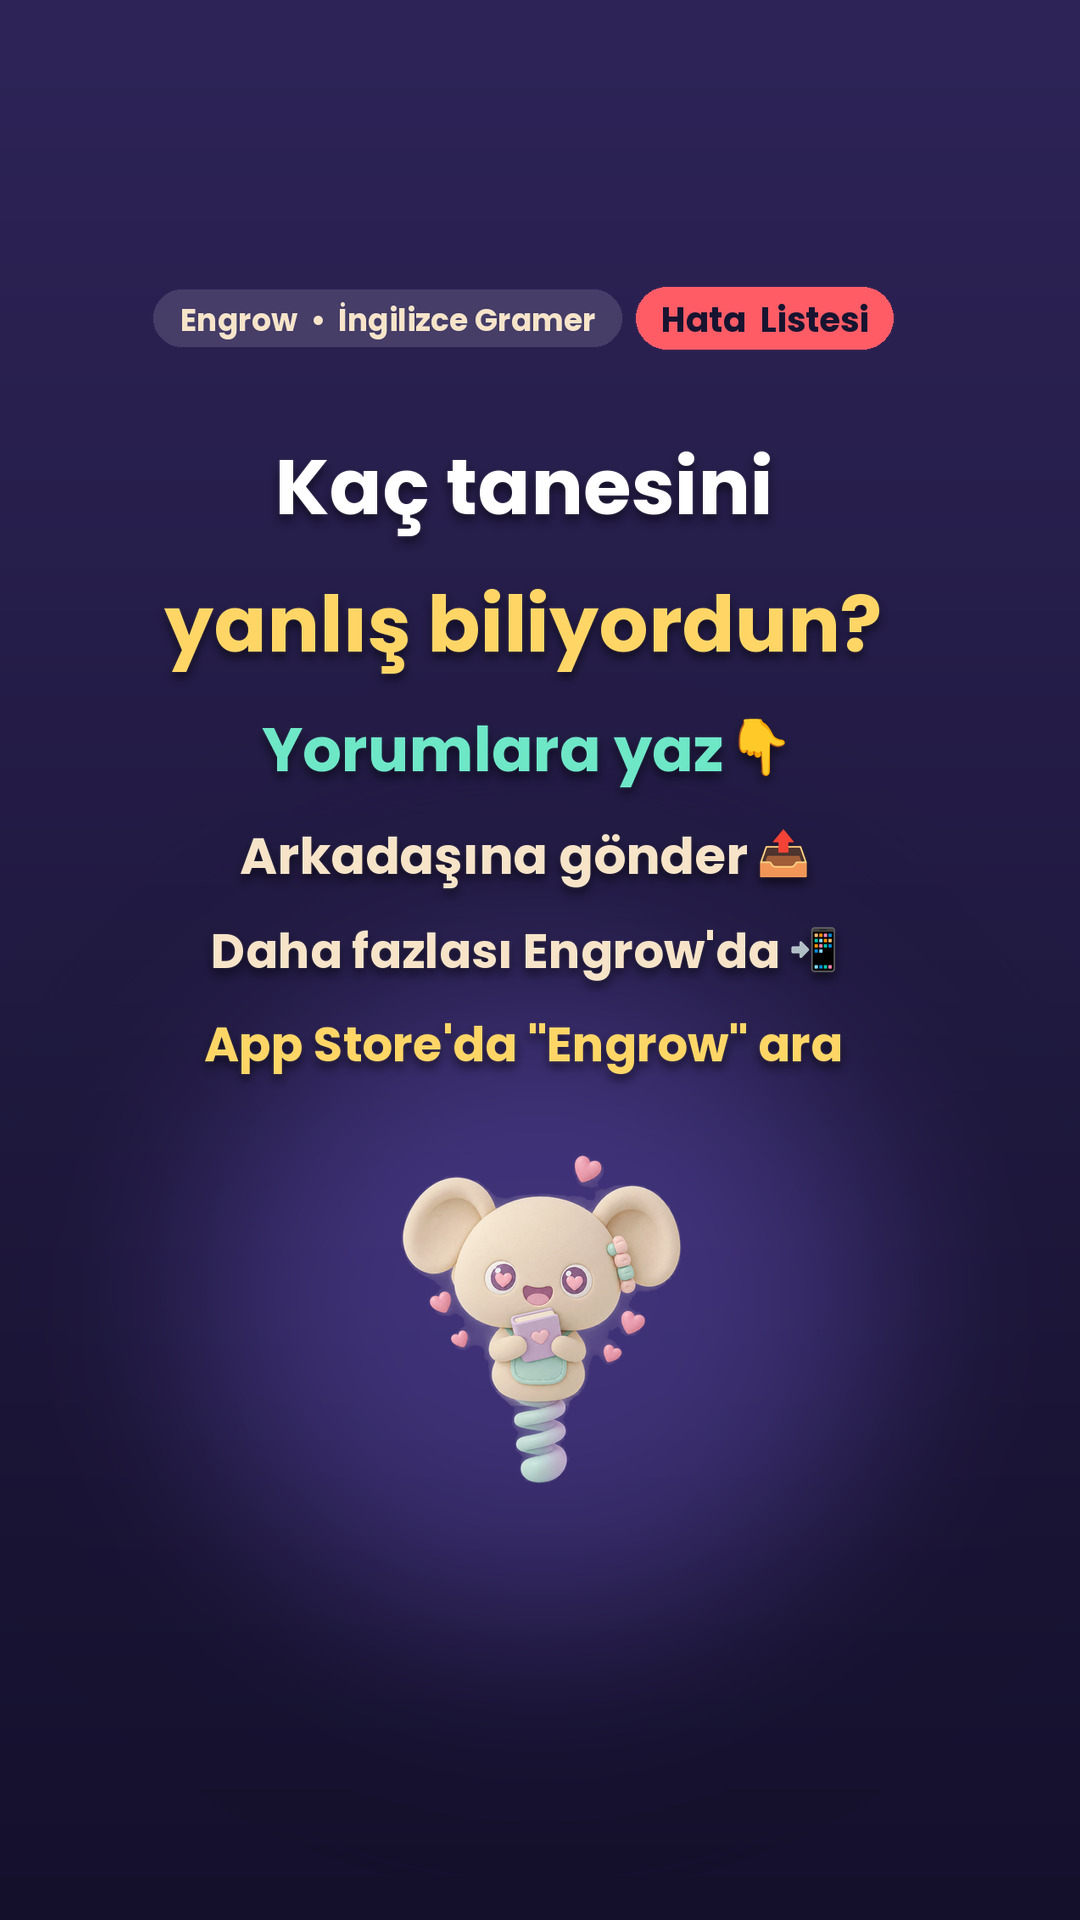 Engrow • İngilizce Gramer
Hata Listesi
Kaç tanesini
yanlış biliyordun?
Yorumlara yaz 👇
Arkadaşına gönder 📤
Daha fazlası Engrow'da 📲
App Store'da "Engrow" ara